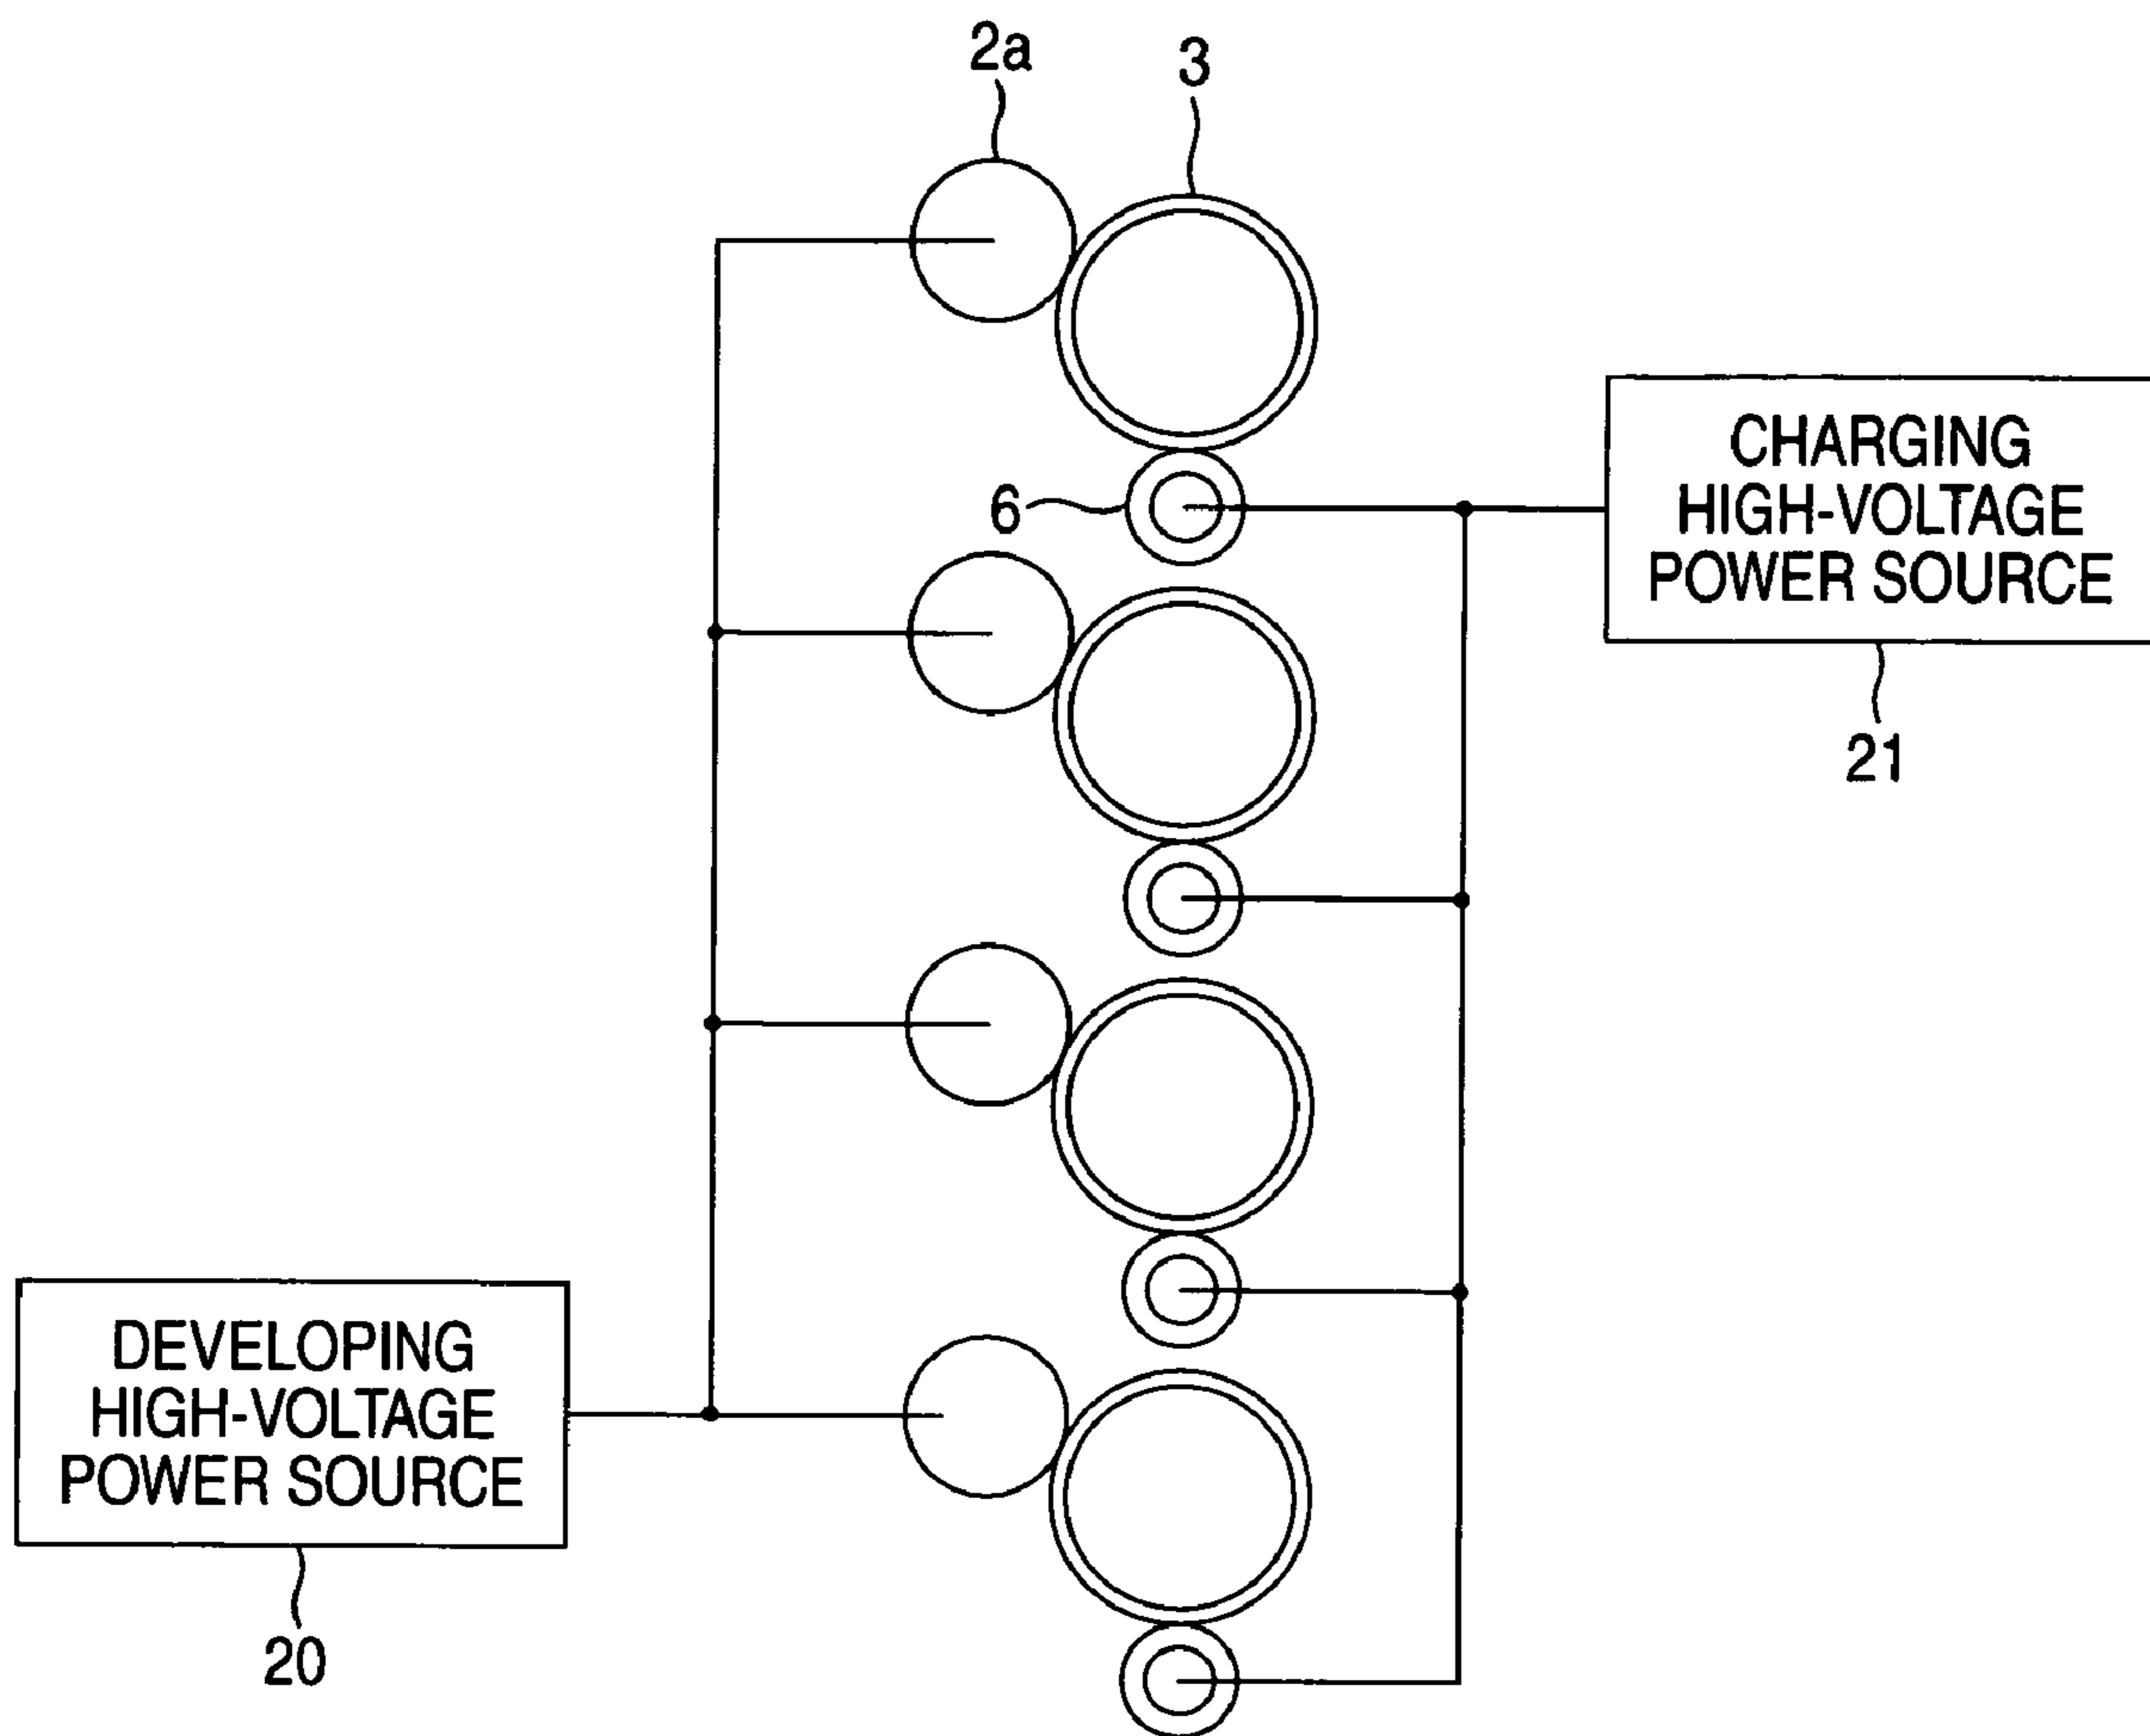 2a
3
6
CHARGING
HIGH-VOLTAGE
POWER SOURCE
21
DEVELOPING
HIGH-VOLTAGE
POWER SOURCE
20